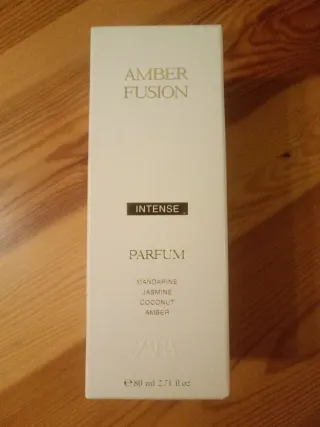 AMBER
FUSION
INTENSE
PARFUM
MANDARINE
JASMINE
COCONUT
AMBER
ZARA
℮ 80 ml 2.71 fl oz